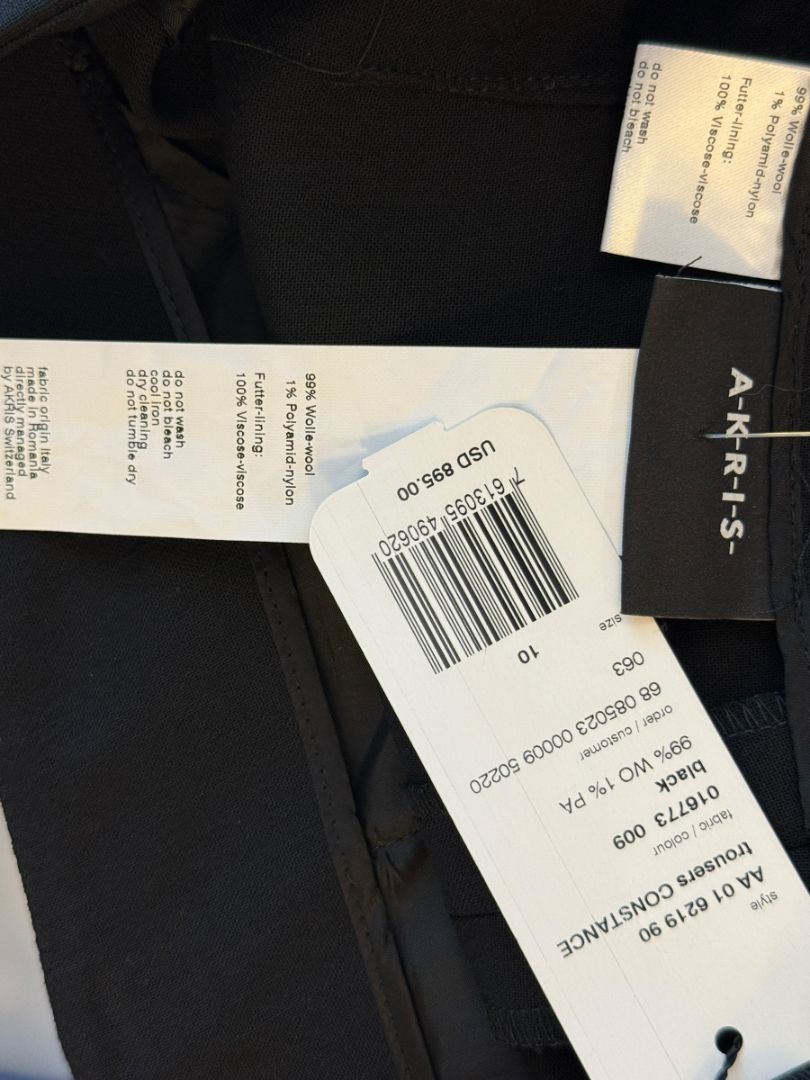 99% Wolle-wool
1% Polyamid-nylon
Futter-lining:
100% Viscose-viscose
do not wash
do not bleach
A-K-R-I-S-
99% Wolle-wool
1% Polyamid-nylon
Futter-lining:
100% Viscose-viscose
do not wash
do not bleach
cool iron
dry cleaning
do not tumble dry
fabric origin Italy
made in Romania
directly managed
by AKRIS Switzerland
style
AA 01 6219 90
trousers CONSTANCE
fabric / colour
016773 009
black
99% WO 1% PA
order / customer
68 085023 00009 50220
063
size
10
7 613095 490620
USD 895.00